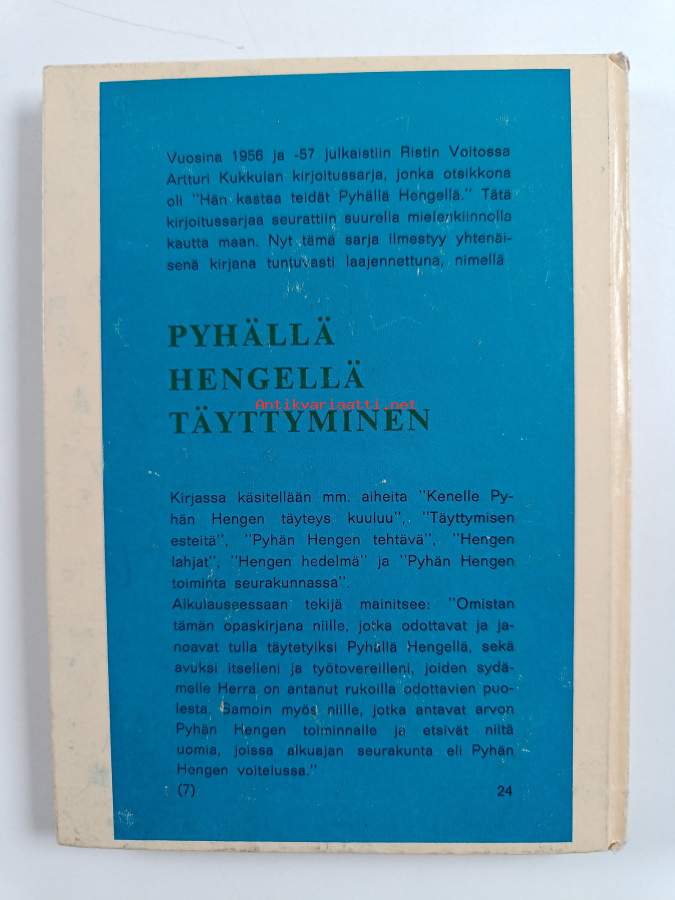 Vuosina 1956 ja -57 julkaistiin Ristin Voitossa
Artturi Kukkulan kirjoitussarja, jonka otsikkona
oli "Hän kastaa teidät Pyhällä Hengellä." Tätä
kirjoitussarjaa seurattiin suurella mielenkiinnolla
kautta maan. Nyt tämä sarja ilmestyy yhtenäi-
senä kirjana tuntuvasti laajennettuna, nimellä
PYHÄLLÄ
HENGELLÄ
Antikvariaatti.net
TÄYTTYMINEN
Kirjassa käsitellään mm. aiheita "Kenelle Py-
hän Hengen täyteys kuuluu", "Täyttymisen
esteitä", "Pyhän Hengen tehtävä", "Hengen
lahjat", "Hengen hedelmä" ja "Pyhän Hengen
toiminta seurakunnassa".
Alkulauseessaan tekijä mainitsee: "Omistan
tämän opaskirjana niille, jotka odottavat ja ja-
noavat tulla täytetyiksi Pyhällä Hengellä, sekä
avuksi itselleni ja työtovereilleni, joiden sydä-
melle Herra on antanut rukoilla odottavien puo-
lesta. Samoin myös niille, jotka antavat arvon
Pyhän Hengen toiminnalle ja etsivät niitä
uomia, joissa alkuajan seurakunta eli Pyhän
Hengen voitelussa."
(7) 24